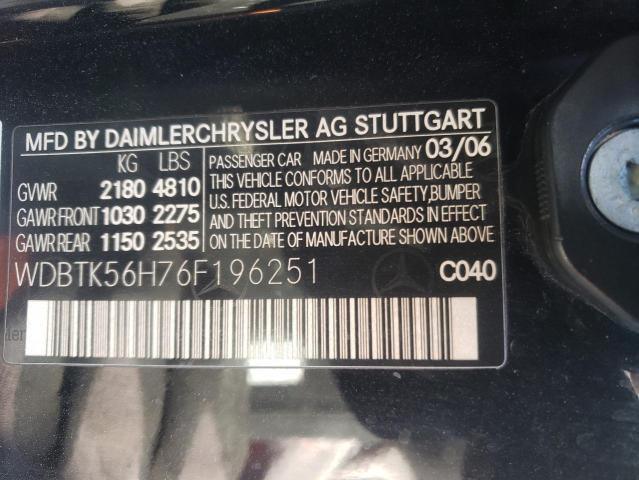 MFD BY DAIMLERCHRYSLER AG STUTTGART
KG LBS
GVWR 2180 4810
GAWR FRONT 1030 2275
GAWR REAR 1150 2535
PASSENGER CAR MADE IN GERMANY 03/06
THIS VEHICLE CONFORMS TO ALL APPLICABLE
U.S. FEDERAL MOTOR VEHICLE SAFETY, BUMPER
AND THEFT PREVENTION STANDARDS IN EFFECT
ON THE DATE OF MANUFACTURE SHOWN ABOVE
WDBTK56H76F196251 C040